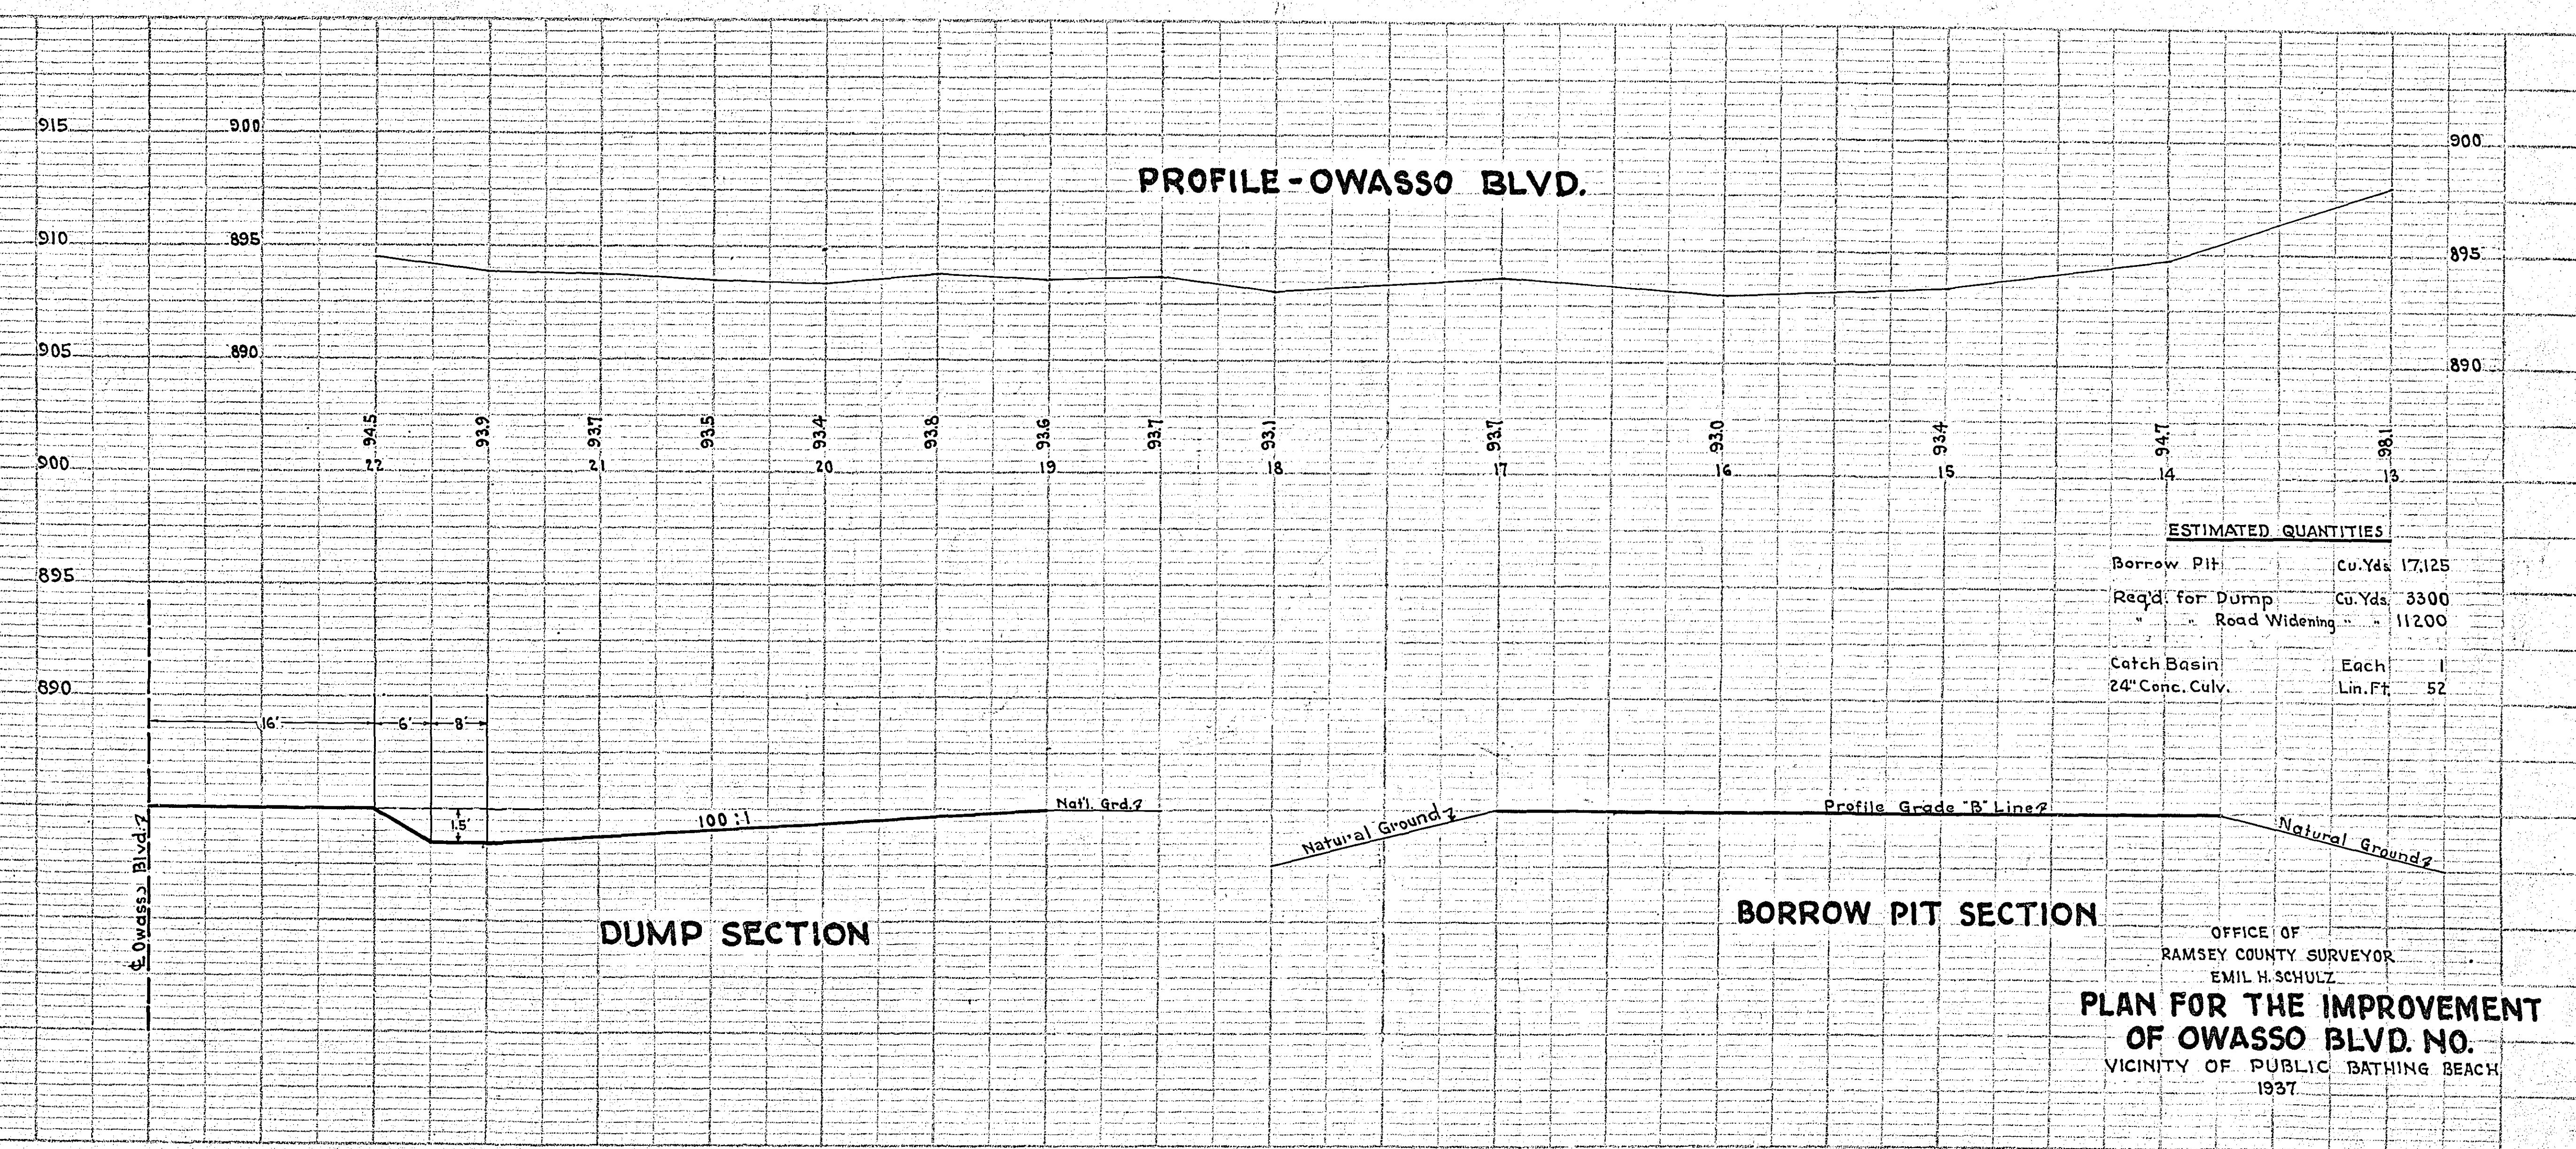 915 900 900
PROFILE-OWASSO BLVD.
910 895 895
905 890 890
94.5 93.9 93.7 93.5 93.4 93.8 93.6 93.7 93.1 93.7 93.0 93.4 94.7 98.1
900 22 21 20 19 18 17 16 15 14 13
ESTIMATED QUANTITIES
895
Borrow Pit Cu.Yds. 17,125
Req'd. for Dump Cu.Yds. 3300
" " Road Widening " " 11200
Catch Basin Each 1
890
24" Conc. Culv. Lin.Ft. 52
16' 6' 8'
1.5'
100:1
Nat'l. Grd.
Natural Ground
Profile Grade "B" Line
Natural Ground
℄ Owasso Blvd.
DUMP SECTION
BORROW PIT SECTION
OFFICE OF
RAMSEY COUNTY SURVEYOR
EMIL H. SCHULZ
PLAN FOR THE IMPROVEMENT
OF OWASSO BLVD. NO.
VICINITY OF PUBLIC BATHING BEACH
1937